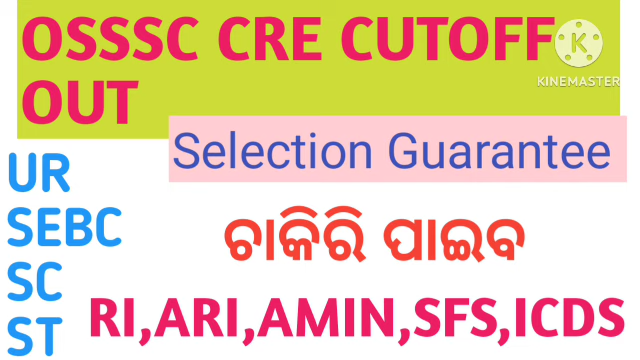 OSSSC CRE CUTOFF
OUT
K
KINEMASTER
Selection Guarantee
UR
SEBC
SC
ST
ଚାକିରି ପାଇବ
RI,ARI,AMIN,SFS,ICDS